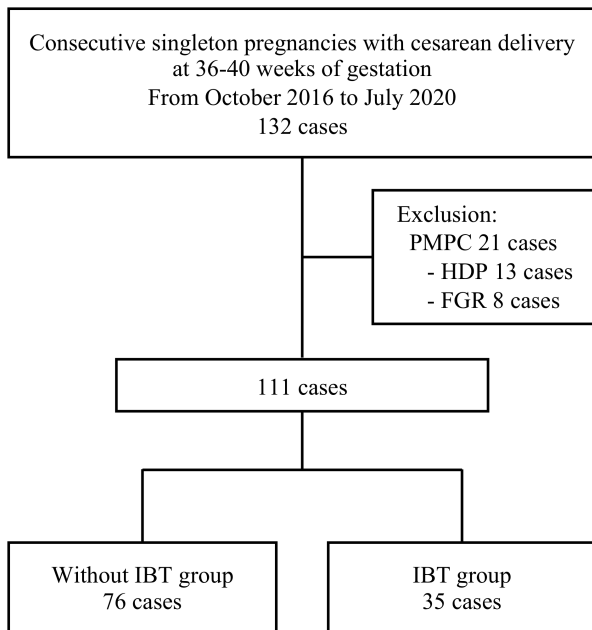 Consecutive singleton pregnancies with cesarean delivery
at 36-40 weeks of gestation
From October 2016 to July 2020
132 cases
Exclusion:
PMPC 21 cases
- HDP 13 cases
- FGR 8 cases
111 cases
Without IBT group
76 cases
IBT group
35 cases